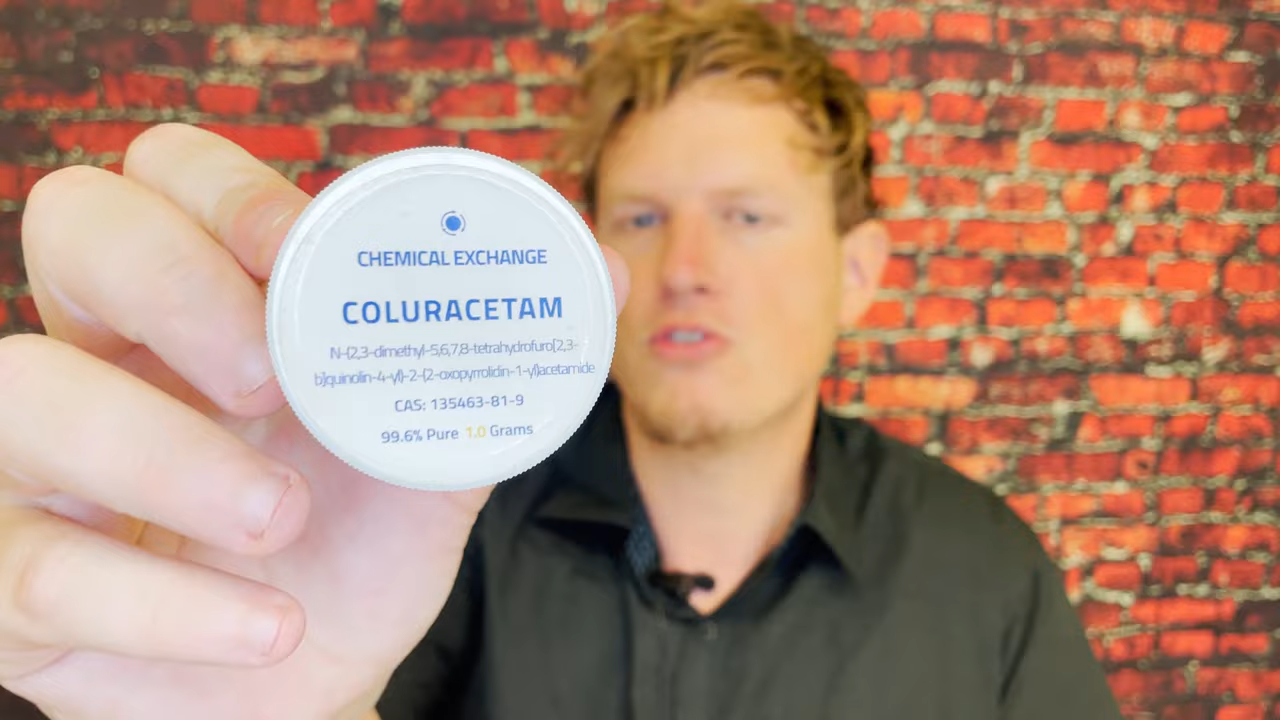 CHEMICAL EXCHANGE
COLURACETAM
N-(2,3-dimethyl-5,6,7,8-tetrahydrofuro[2,3-
b]quinolin-4-yl)-2-(2-oxopyrrolidin-1-yl)acetamide
CAS: 135463-81-9
99.6% Pure 1.0 Grams